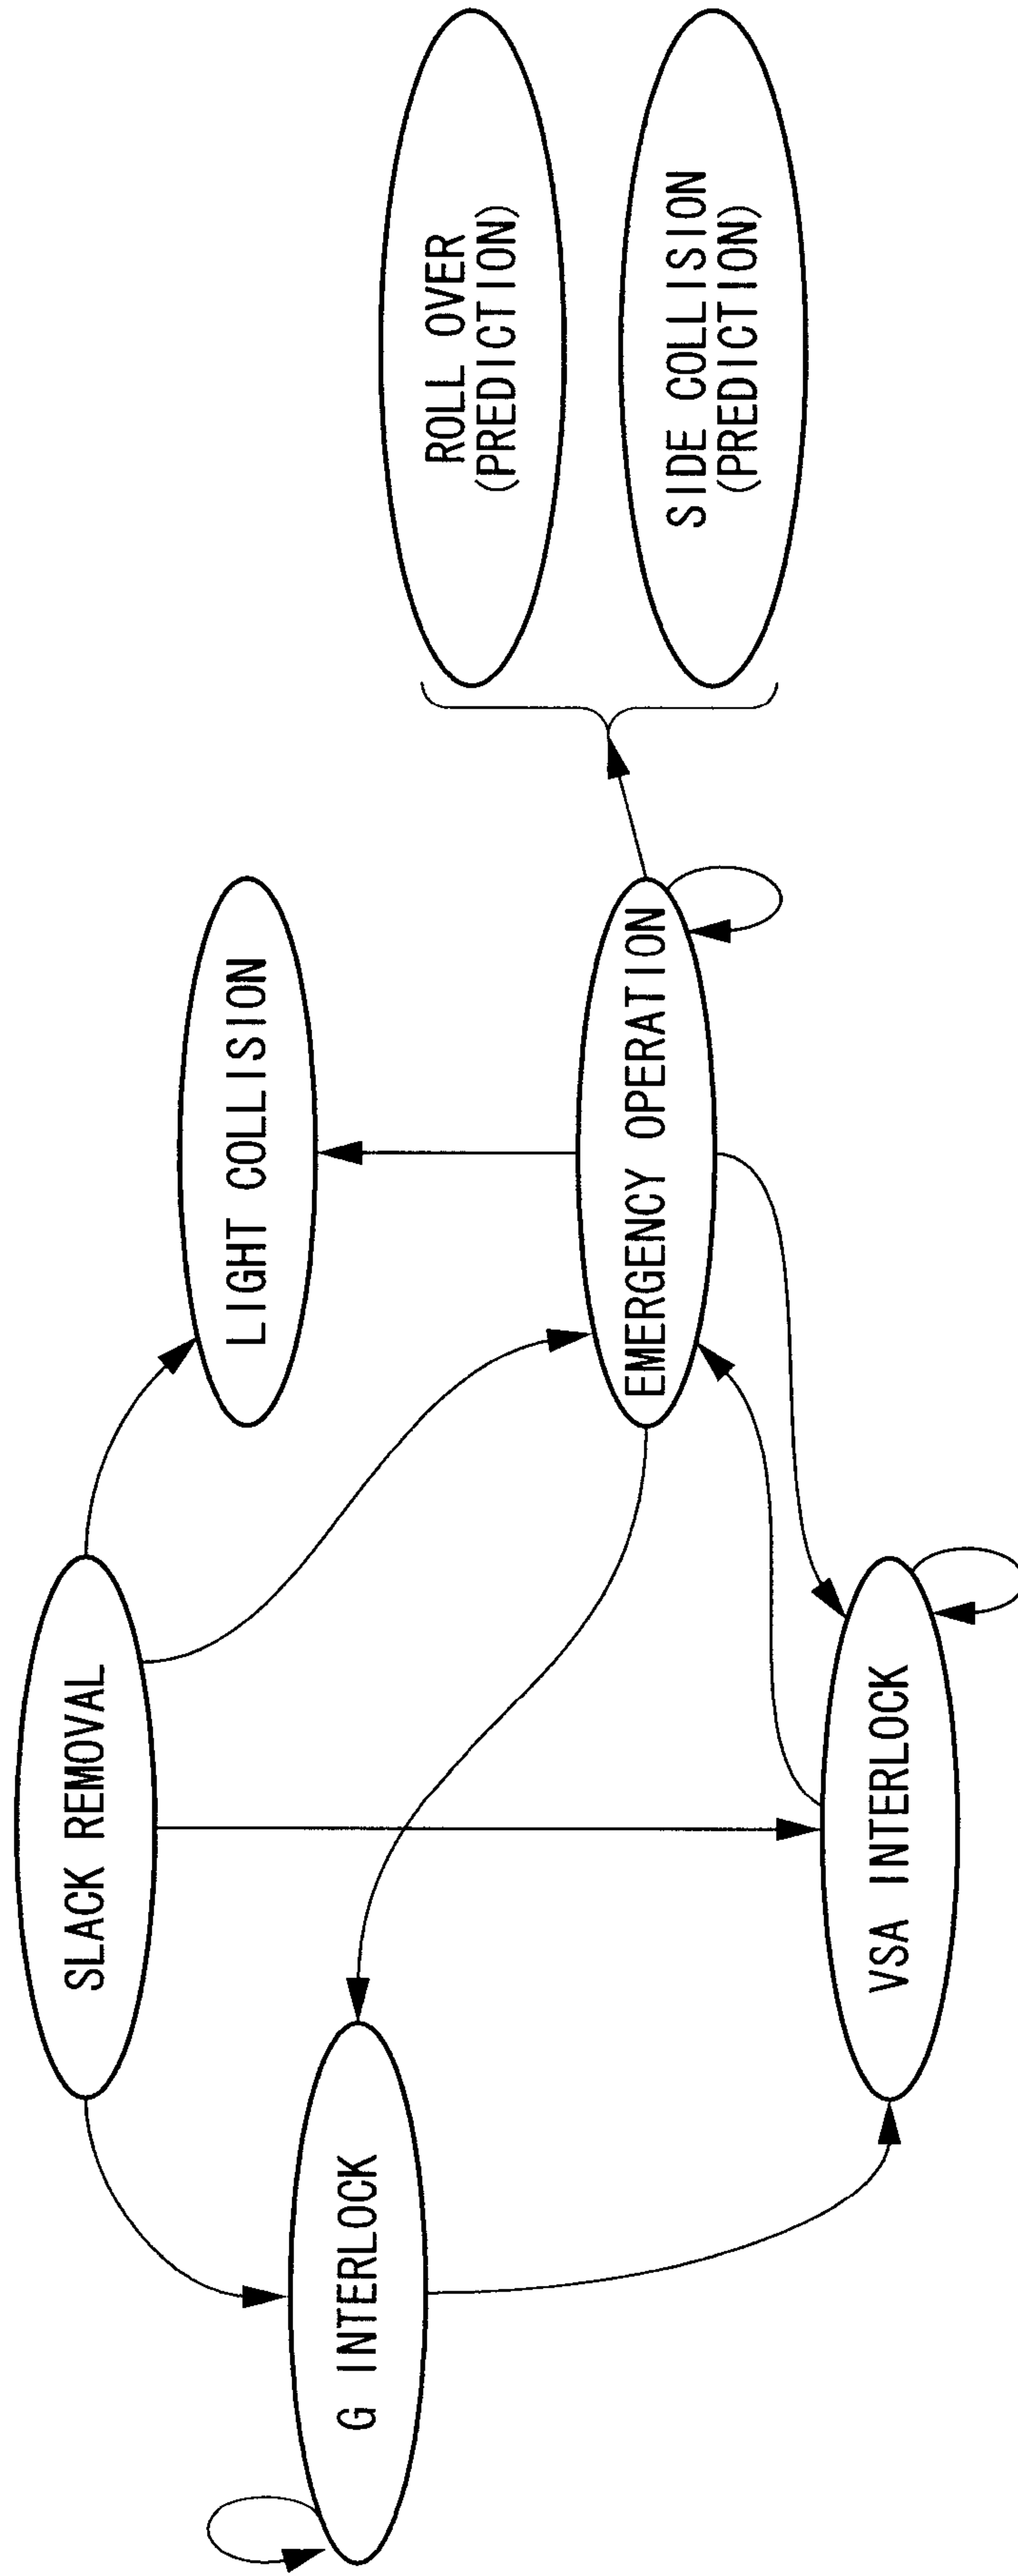 SLACK REMOVAL
LIGHT COLLISION
G INTERLOCK
ROLL OVER
(PREDICTION)
EMERGENCY OPERATION
SIDE COLLISION
(PREDICTION)
VSA INTERLOCK